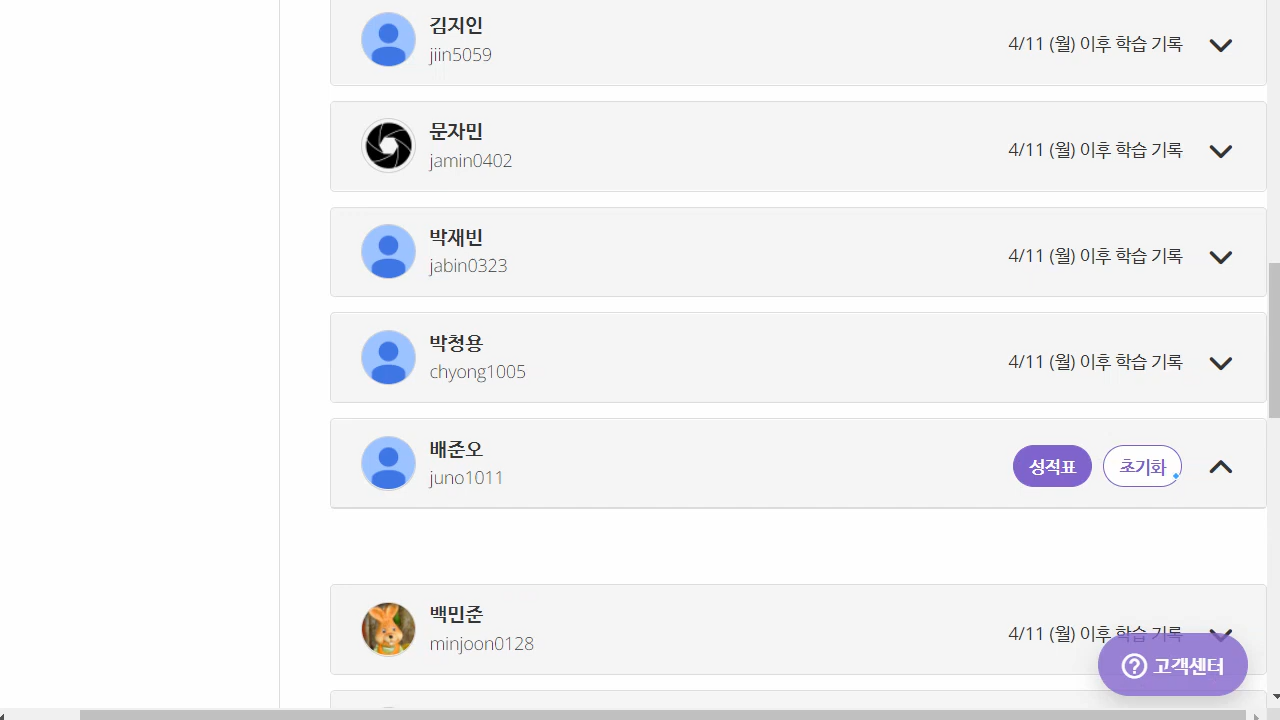 김지인
jiin5059
4/11 (월) 이후 학습 기록
문자민
jamin0402
4/11 (월) 이후 학습 기록
박재빈
jabin0323
4/11 (월) 이후 학습 기록
박청용
chyong1005
4/11 (월) 이후 학습 기록
배준오
juno1011
성적표
초기화
백민준
minjoon0128
4/11 (월) 이후 학습 기록
고객센터